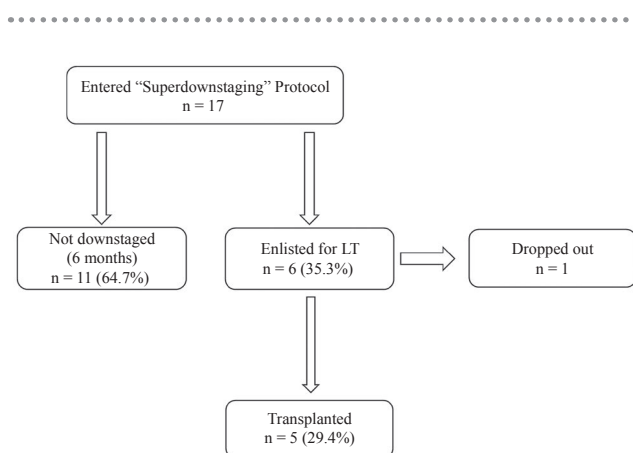 Entered “Superdownstaging” Protocol
n = 17
Not downstaged
(6 months)
n = 11 (64.7%)
Enlisted for LT
n = 6 (35.3%)
Dropped out
n = 1
Transplanted
n = 5 (29.4%)